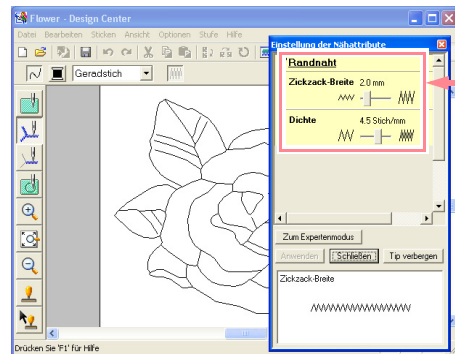 Flower - Design Center
Datei Bearbeiten Sticken Ansicht Optionen Stufe Hilfe
Geradstich
Einstellung der Nähattribute
Randnaht
Zickzack-Breite 2.0 mm
Dichte 4.5 Stich/mm
Zum Expertenmodus
Anwenden Schließen Tip verbergen
Zickzack-Breite
Drücken Sie 'F1' für Hilfe